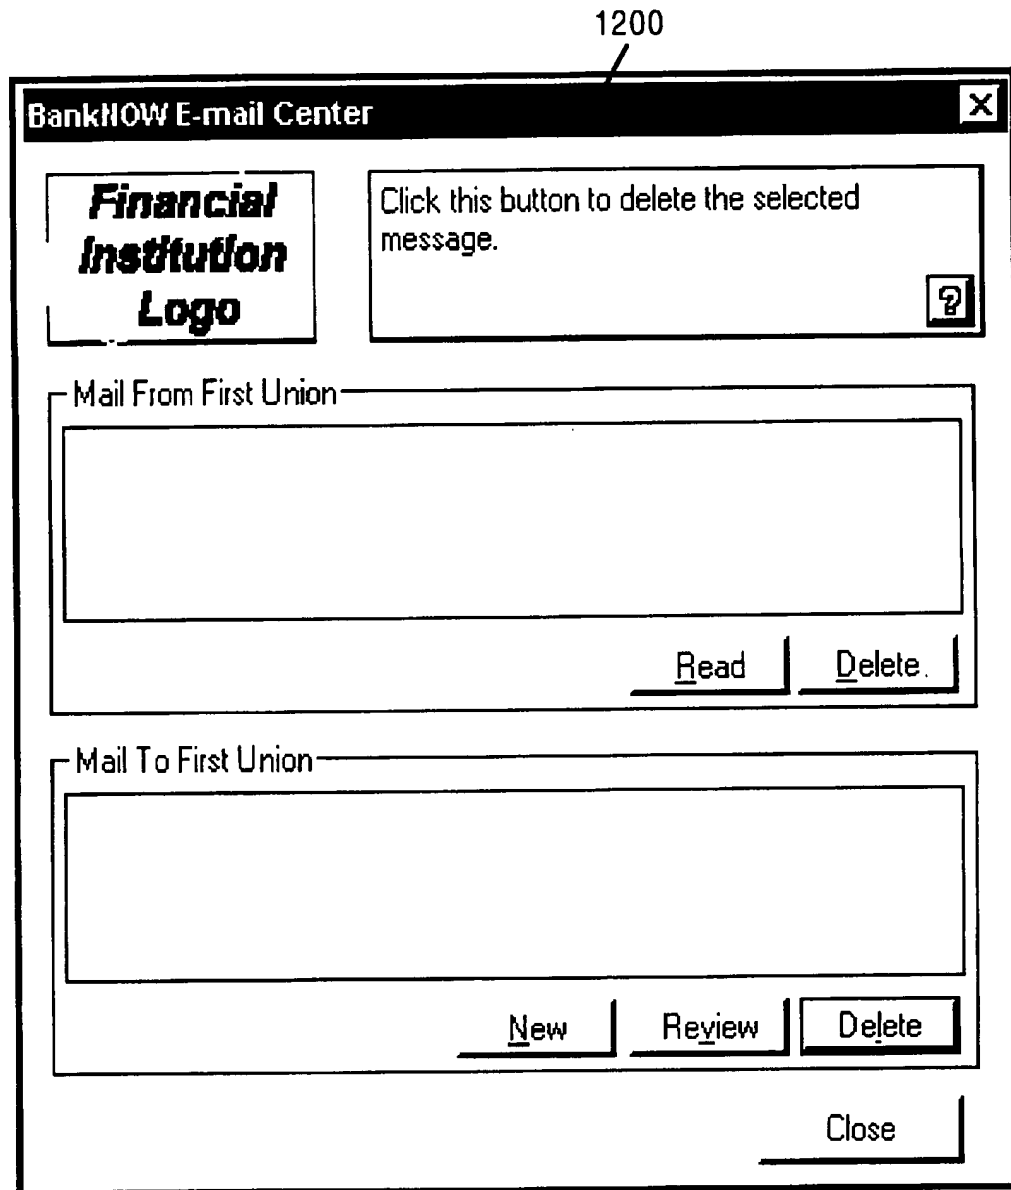 1200
BankNOW E-mail Center
Financial
Institution
Logo
Click this button to delete the selected
message.
?
Mail From First Union
Read
Delete
Mail To First Union
New
Review
Delete
Close